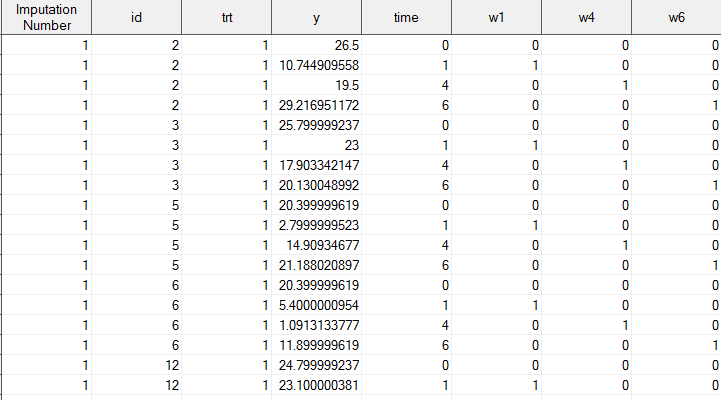 Imputation Number id trt y time w1 w4 w6
1 2 1 26.5 0 0 0 0
1 2 1 10.744909558 1 1 0 0
1 2 1 19.5 4 0 1 0
1 2 1 29.216951172 6 0 0 1
1 3 1 25.799999237 0 0 0 0
1 3 1 23 1 1 0 0
1 3 1 17.903342147 4 0 1 0
1 3 1 20.130048992 6 0 0 1
1 5 1 20.399999619 0 0 0 0
1 5 1 2.7999999523 1 1 0 0
1 5 1 14.90934677 4 0 1 0
1 5 1 21.188020897 6 0 0 1
1 6 1 20.399999619 0 0 0 0
1 6 1 5.4000000954 1 1 0 0
1 6 1 1.0913133777 4 0 1 0
1 6 1 11.899999619 6 0 0 1
1 12 1 24.799999237 0 0 0 0
1 12 1 23.100000381 1 1 0 0